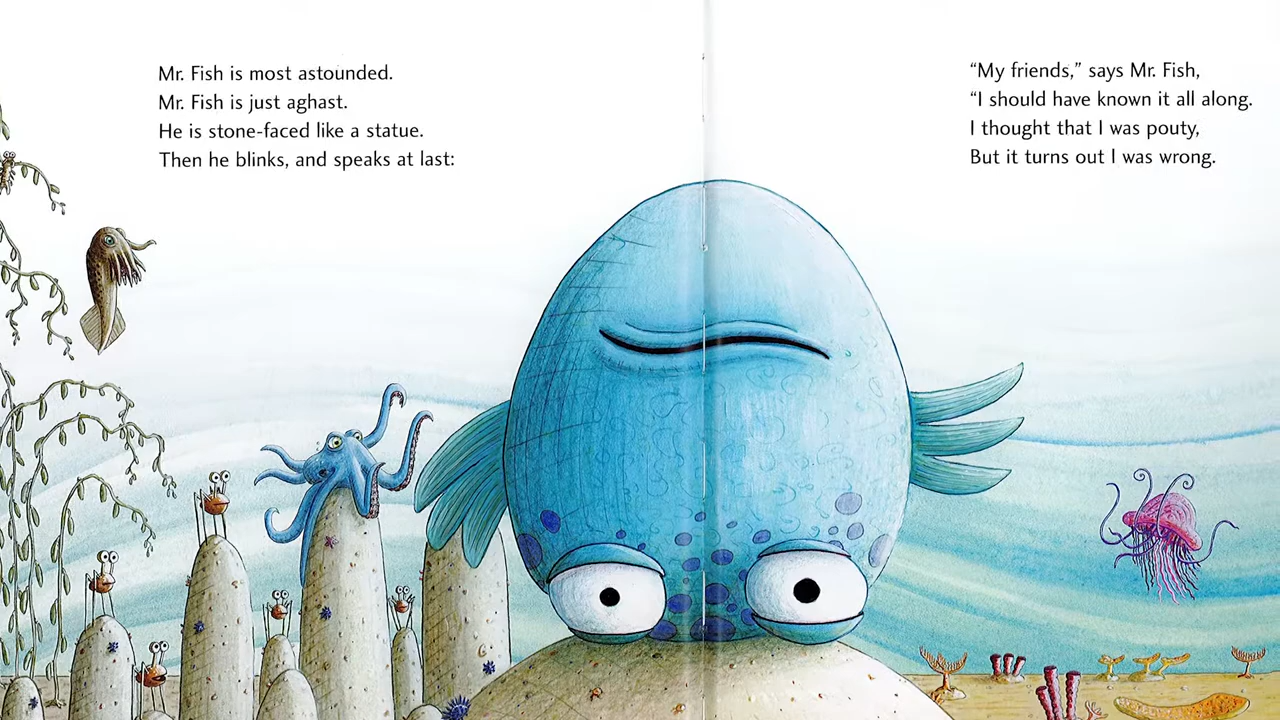 Mr. Fish is most astounded.
Mr. Fish is just aghast.
He is stone-faced like a statue.
Then he blinks, and speaks at last:
“My friends,” says Mr. Fish,
“I should have known it all along.
I thought that I was pouty,
But it turns out I was wrong.